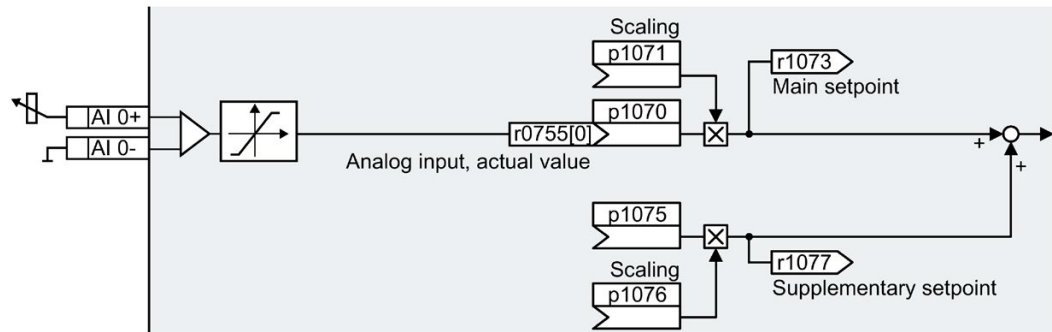 Scaling
p1071
r1073
Main setpoint
AI 0+
p1070
r0755[0]
AI 0-
Analog input, actual value
+
+
p1075
r1077
Scaling
p1076
Supplementary setpoint